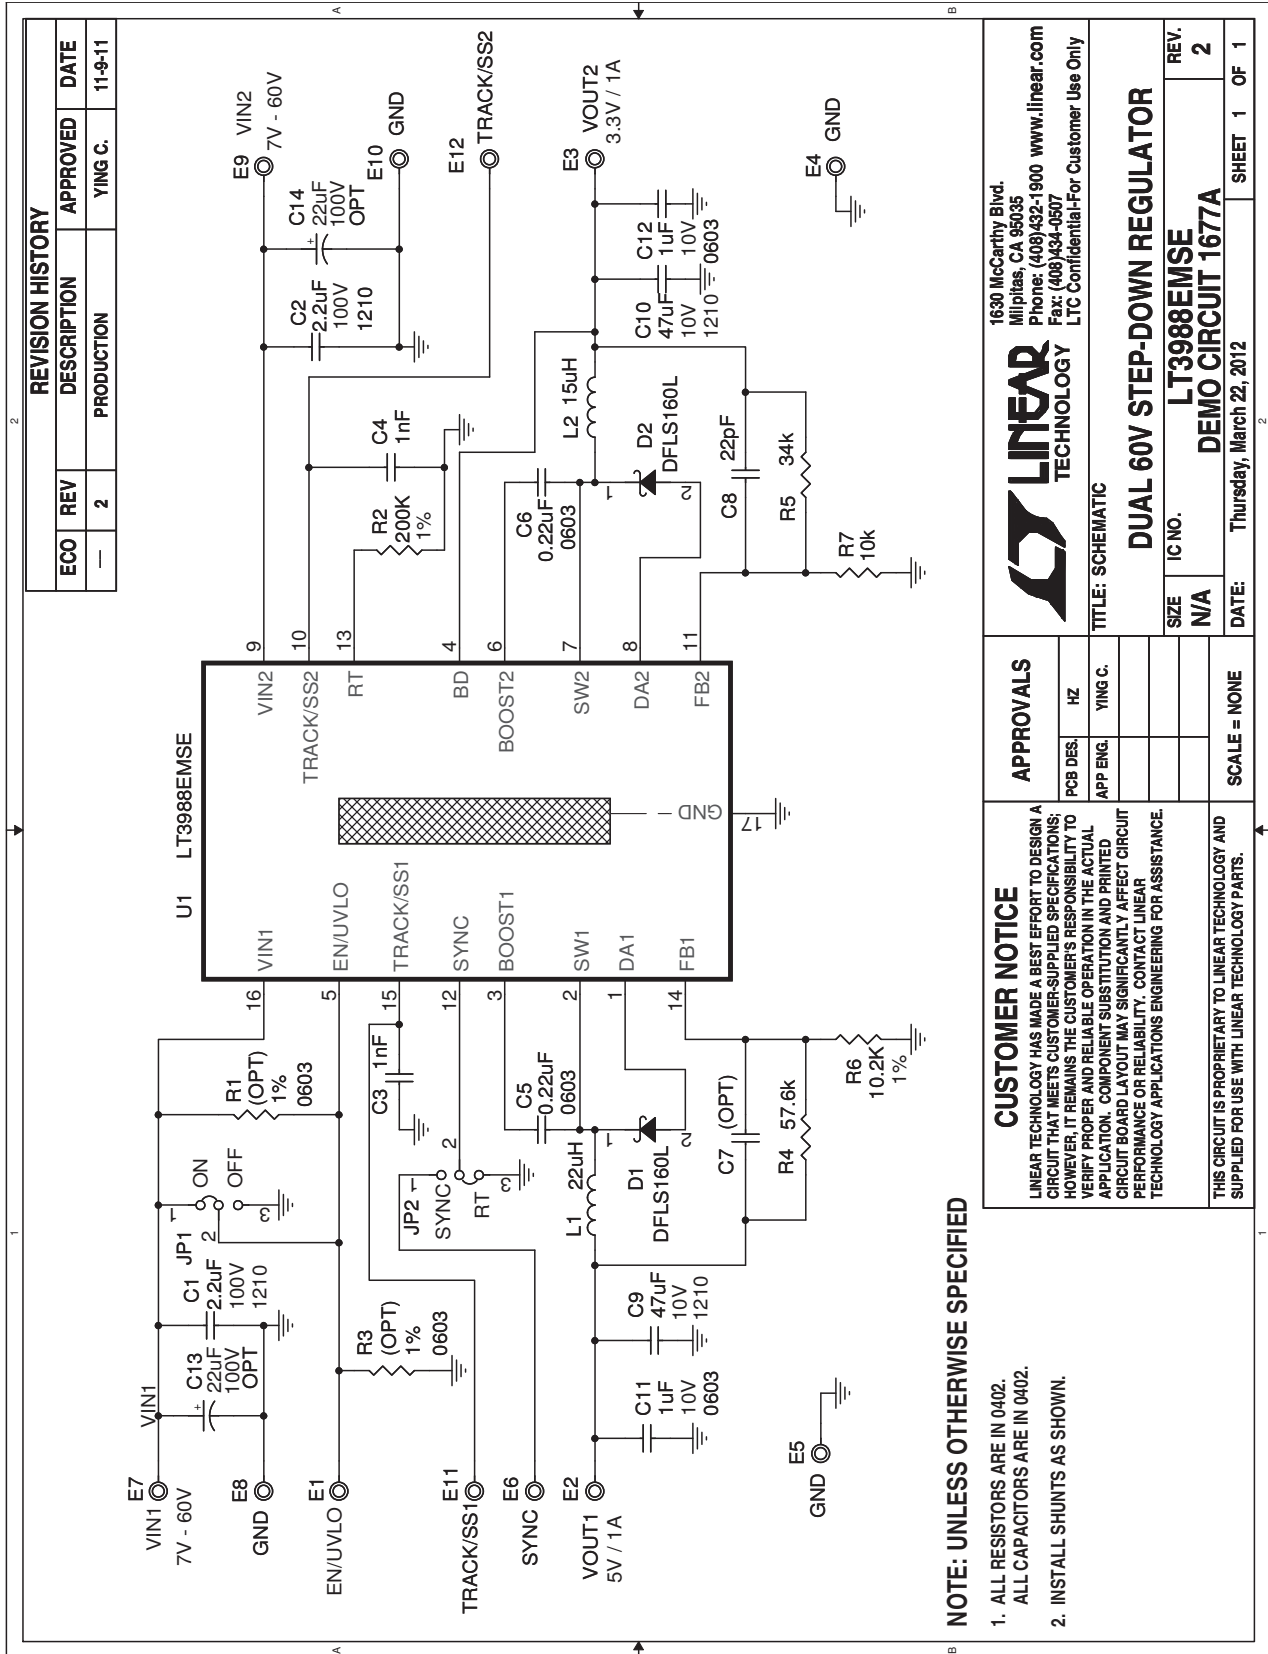 REVISION HISTORY
ECO REV DESCRIPTION APPROVED DATE
— 2 PRODUCTION YING C. 11-9-11
1
2
A
B
E7
VIN1
7V - 60V
VIN1
E8
GND
E1
EN/UVLO
E11
TRACK/SS1
E6
SYNC
E2
VOUT1
5V / 1A
E5
GND
+
C13
22uF
100V
OPT
C1
2.2uF
100V
1210
JP1
1
2
3
ON
OFF
R1
(OPT)
1%
0603
R3
(OPT)
1%
0603
C3
1nF
JP2
1
2
3
SYNC
RT
C5
0.22uF
0603
L1
22uH
1
2
D1
DFLS160L
C7
(OPT)
R4
57.6k
R6
10.2K
1%
C9
47uF
10V
1210
C11
1uF
10V
0603
U1
LT3988EMSE
16
VIN1
5
EN/UVLO
15
TRACK/SS1
12
SYNC
3
BOOST1
2
SW1
1
DA1
14
FB1
GND
17
VIN2
9
TRACK/SS2
10
RT
13
BD
4
BOOST2
6
SW2
7
DA2
8
FB2
11
R2
200K
1%
C4
1nF
C2
2.2uF
100V
1210
+
C14
22uF
100V
OPT
C6
0.22uF
0603
L2
15uH
1
2
D2
DFLS160L
C8
22pF
R5
34k
R7
10k
C10
47uF
10V
1210
C12
1uF
10V
0603
E9
VIN2
7V - 60V
E10
GND
E12
TRACK/SS2
E3
VOUT2
3.3V / 1A
E4
GND
NOTE: UNLESS OTHERWISE SPECIFIED
1. ALL RESISTORS ARE IN 0402.
ALL CAPACITORS ARE IN 0402.
2. INSTALL SHUNTS AS SHOWN.
CUSTOMER NOTICE
LINEAR TECHNOLOGY HAS MADE A BEST EFFORT TO DESIGN A
CIRCUIT THAT MEETS CUSTOMER-SUPPLIED SPECIFICATIONS;
HOWEVER, IT REMAINS THE CUSTOMER'S RESPONSIBILITY TO
VERIFY PROPER AND RELIABLE OPERATION IN THE ACTUAL
APPLICATION. COMPONENT SUBSTITUTION AND PRINTED
CIRCUIT BOARD LAYOUT MAY SIGNIFICANTLY AFFECT CIRCUIT
PERFORMANCE OR RELIABILITY. CONTACT LINEAR
TECHNOLOGY APPLICATIONS ENGINEERING FOR ASSISTANCE.
THIS CIRCUIT IS PROPRIETARY TO LINEAR TECHNOLOGY AND
SUPPLIED FOR USE WITH LINEAR TECHNOLOGY PARTS.
APPROVALS
PCB DES. HZ
APP ENG. YING C.
SCALE = NONE
LINEAR
TECHNOLOGY
1630 McCarthy Blvd.
Milpitas, CA 95035
Phone: (408)432-1900 www.linear.com
Fax: (408)434-0507
LTC Confidential-For Customer Use Only
TITLE: SCHEMATIC
DUAL 60V STEP-DOWN REGULATOR
SIZE
N/A
IC NO.
LT3988EMSE
DEMO CIRCUIT 1677A
REV.
2
DATE: Thursday, March 22, 2012
SHEET 1 OF 1
1
2
A
B